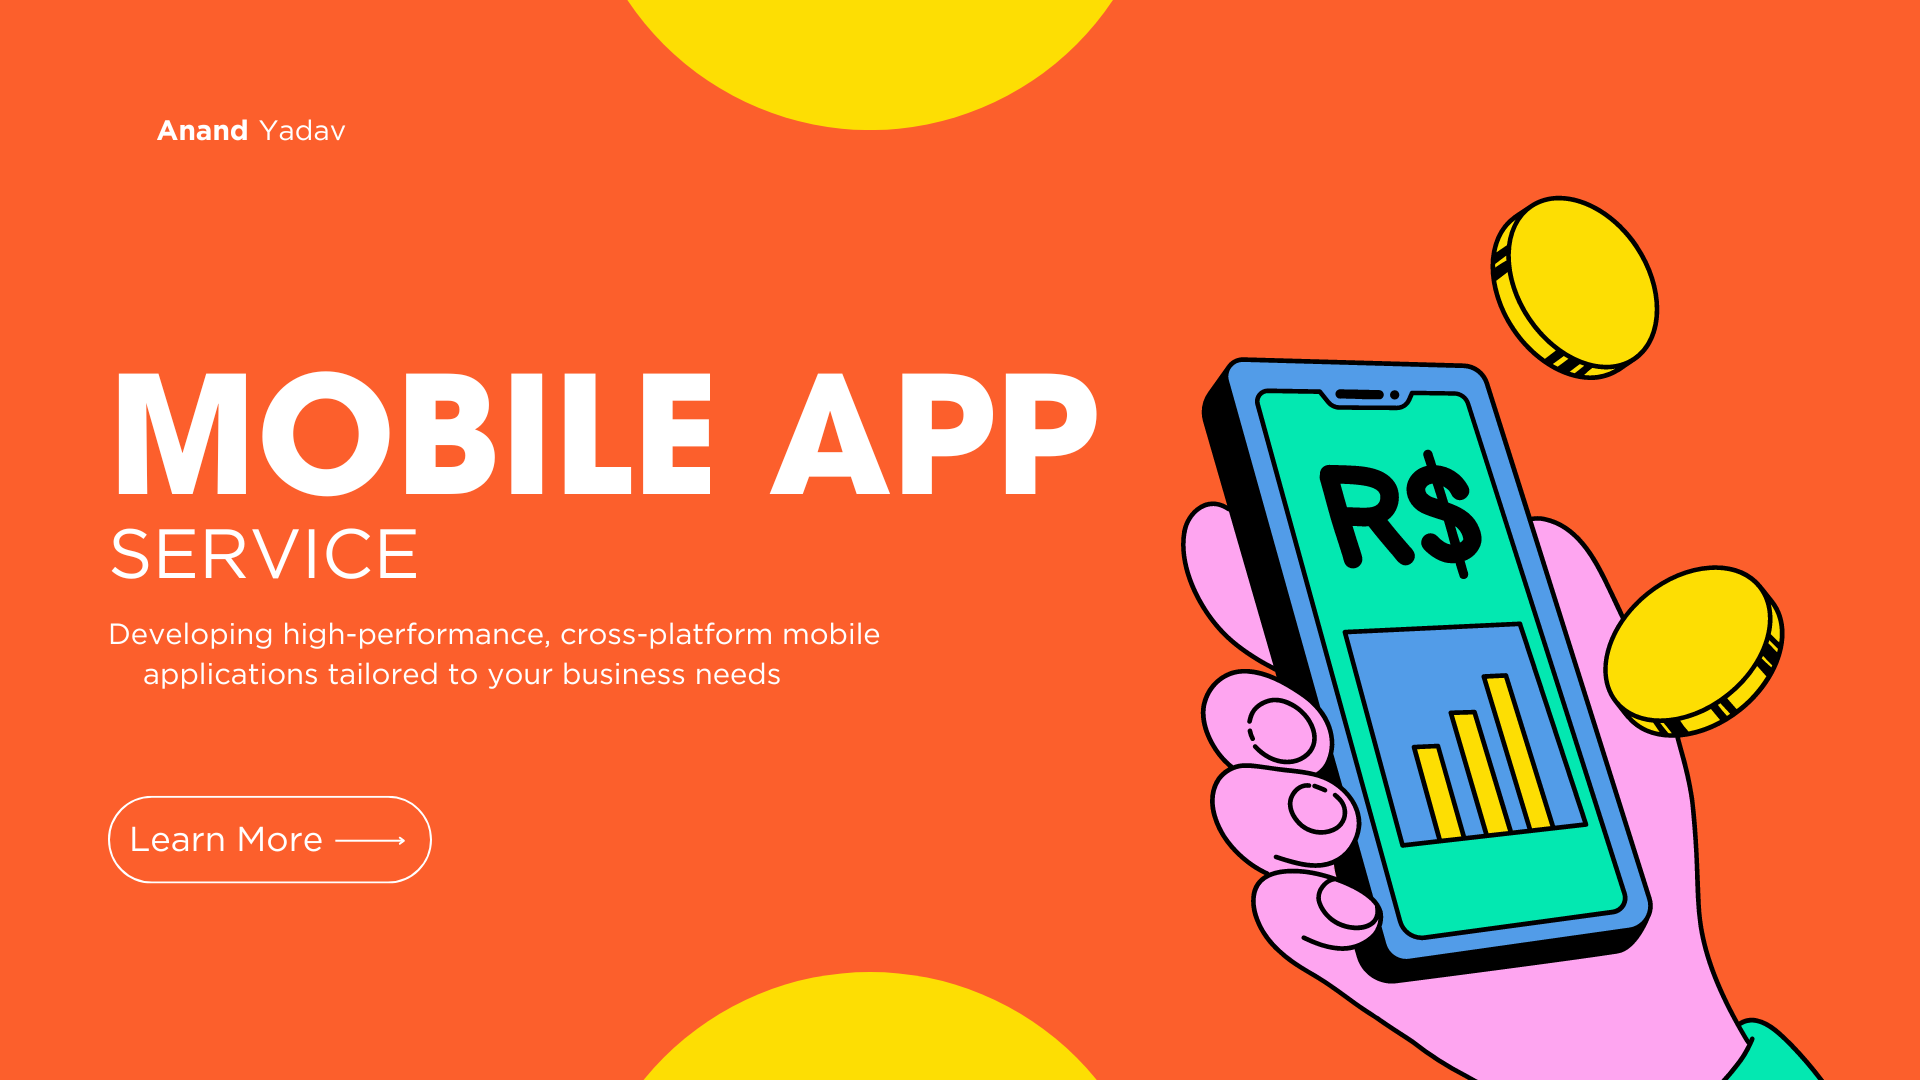 Anand Yadav
MOBILE APP
SERVICE
Developing high-performance, cross-platform mobile
applications tailored to your business needs
Learn More
R$